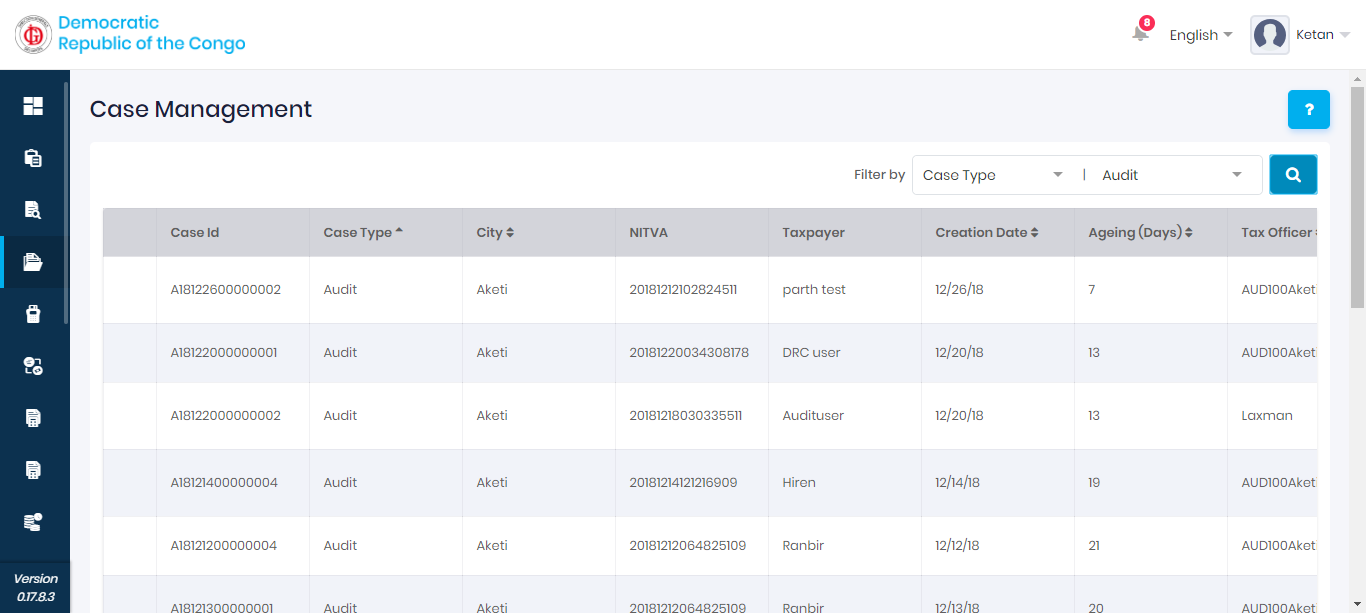 Democratic
Republic of the Congo
8
English
Ketan
Case Management
?
Filter by Case Type | Audit
Case Id Case Type City NITVA Taxpayer Creation Date Ageing (Days) Tax Officer
A18122600000002 Audit Aketi 20181212102824511 parth test 12/26/18 7 AUD100Aketi
A18122000000001 Audit Aketi 20181220034308178 DRC user 12/20/18 13 AUD100Aketi
A18122000000002 Audit Aketi 20181218030335511 Audituser 12/20/18 13 Laxman
A18121400000004 Audit Aketi 20181214121216909 Hiren 12/14/18 19 AUD100Aketi
A18121200000004 Audit Aketi 20181212064825109 Ranbir 12/12/18 21 AUD100Aketi
A18121300000001 Audit Aketi 20181212064825109 Ranbir 12/13/18 20 AUD100Aketi
Version
0.17.8.3